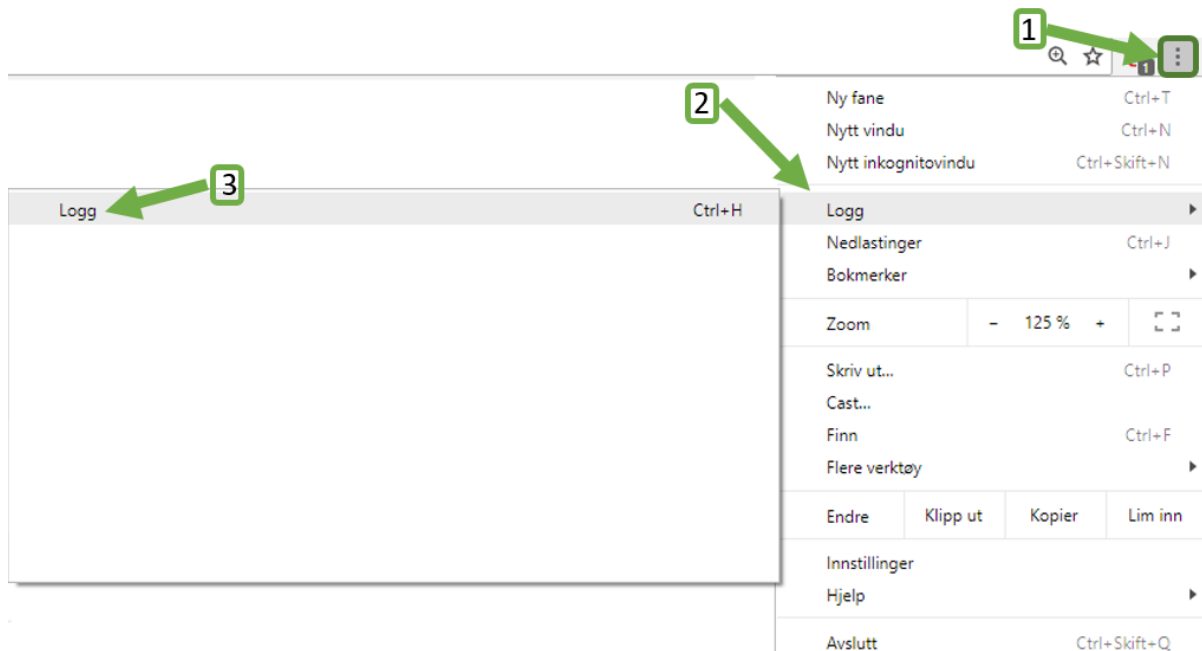 1
1
2
Ny fane Ctrl+T
Nytt vindu Ctrl+N
Nytt inkognitovindu Ctrl+Skift+N
3
Logg Ctrl+H
Logg
Nedlastinger Ctrl+J
Bokmerker
Zoom - 125 % +
Skriv ut... Ctrl+P
Cast...
Finn Ctrl+F
Flere verktøy
Endre Klipp ut Kopier Lim inn
Innstillinger
Hjelp
Avslutt Ctrl+Skift+Q